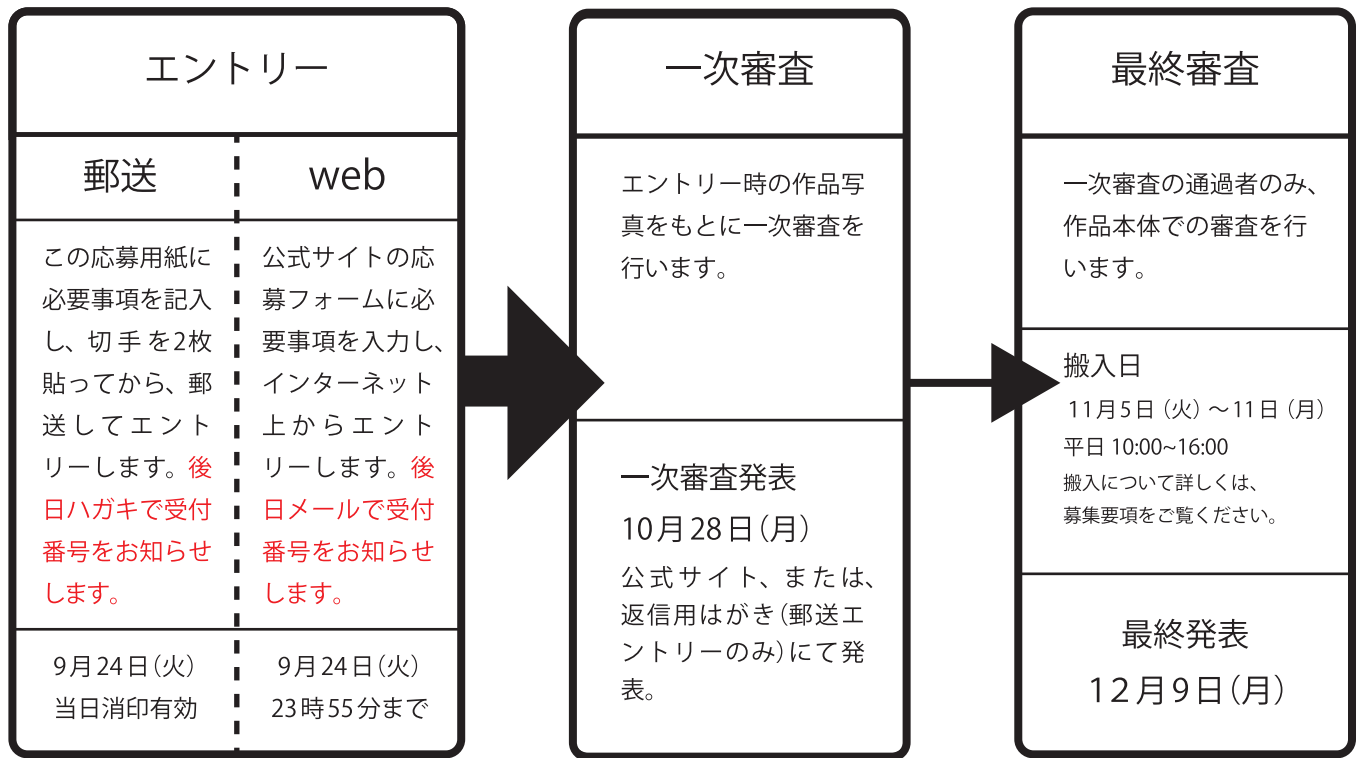 エントリー
郵送
この応募用紙に
必要事項を記入
し、切手を2枚
貼ってから、郵
送してエント
リーします。後
日ハガキで受付
番号をお知らせ
します。
9月24日(火)
当日消印有効
web
公式サイトの応
募フォームに必
要事項を入力し、
インターネット
上からエント
リーします。後
日メールで受付
番号をお知らせ
します。
9月24日(火)
23時55分まで
一次審査
エントリー時の作品写
真をもとに一次審査を
行います。
一次審査発表
10月28日(月)
公式サイト、または、
返信用はがき(郵送エ
ントリーのみ)にて発
表。
最終審査
一次審査の通過者のみ、
作品本体での審査を行
います。
搬入日
11月5日(火)〜11日(月)
平日 10:00~16:00
搬入について詳しくは、
募集要項をご覧ください。
最終発表
12月9日(月)